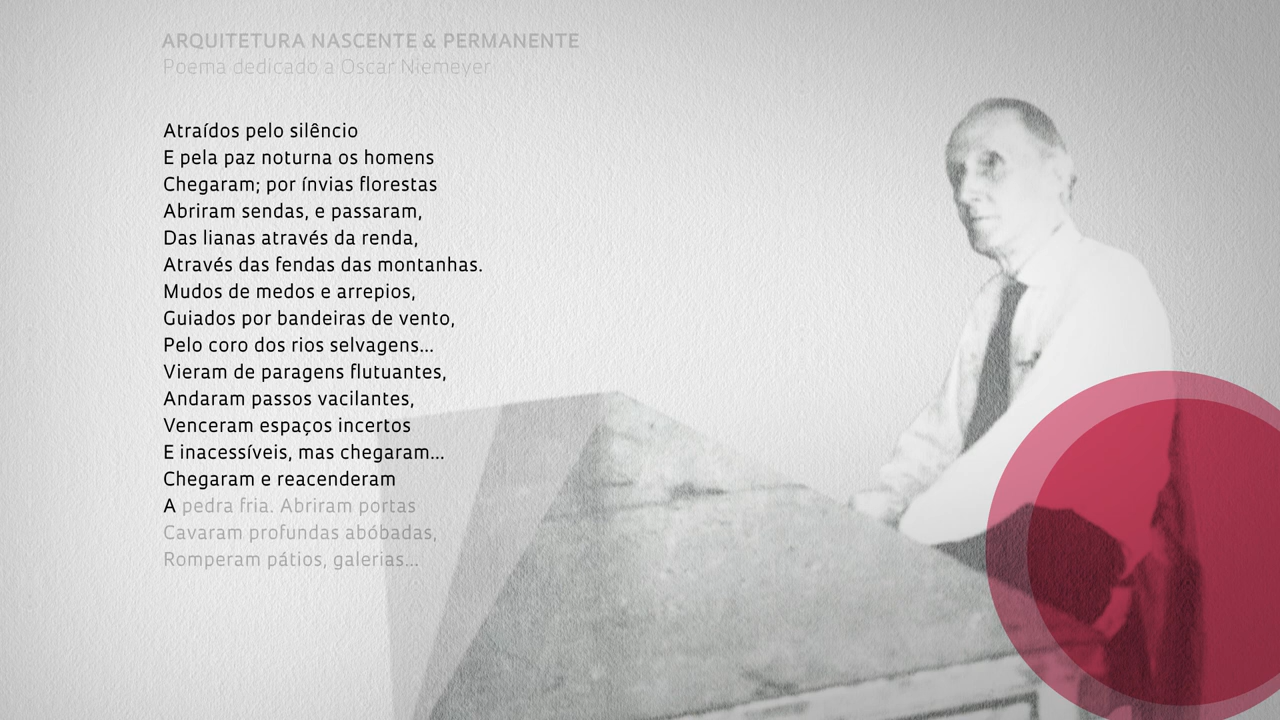 ARQUITETURA NASCENTE & PERMANENTE
Poema dedicado a Oscar Niemeyer
Atraídos pelo silêncio
E pela paz noturna os homens
Chegaram; por ínvias florestas
Abriram sendas, e passaram,
Das lianas através da renda,
Através das fendas das montanhas.
Mudos de medos e arrepios,
Guiados por bandeiras de vento,
Pelo coro dos rios selvagens...
Vieram de paragens flutuantes,
Andaram passos vacilantes,
Venceram espaços incertos
E inacessíveis, mas chegaram...
Chegaram e reacenderam
A pedra fria. Abriram portas
Cavaram profundas abóbadas,
Romperam pátios, galerias...